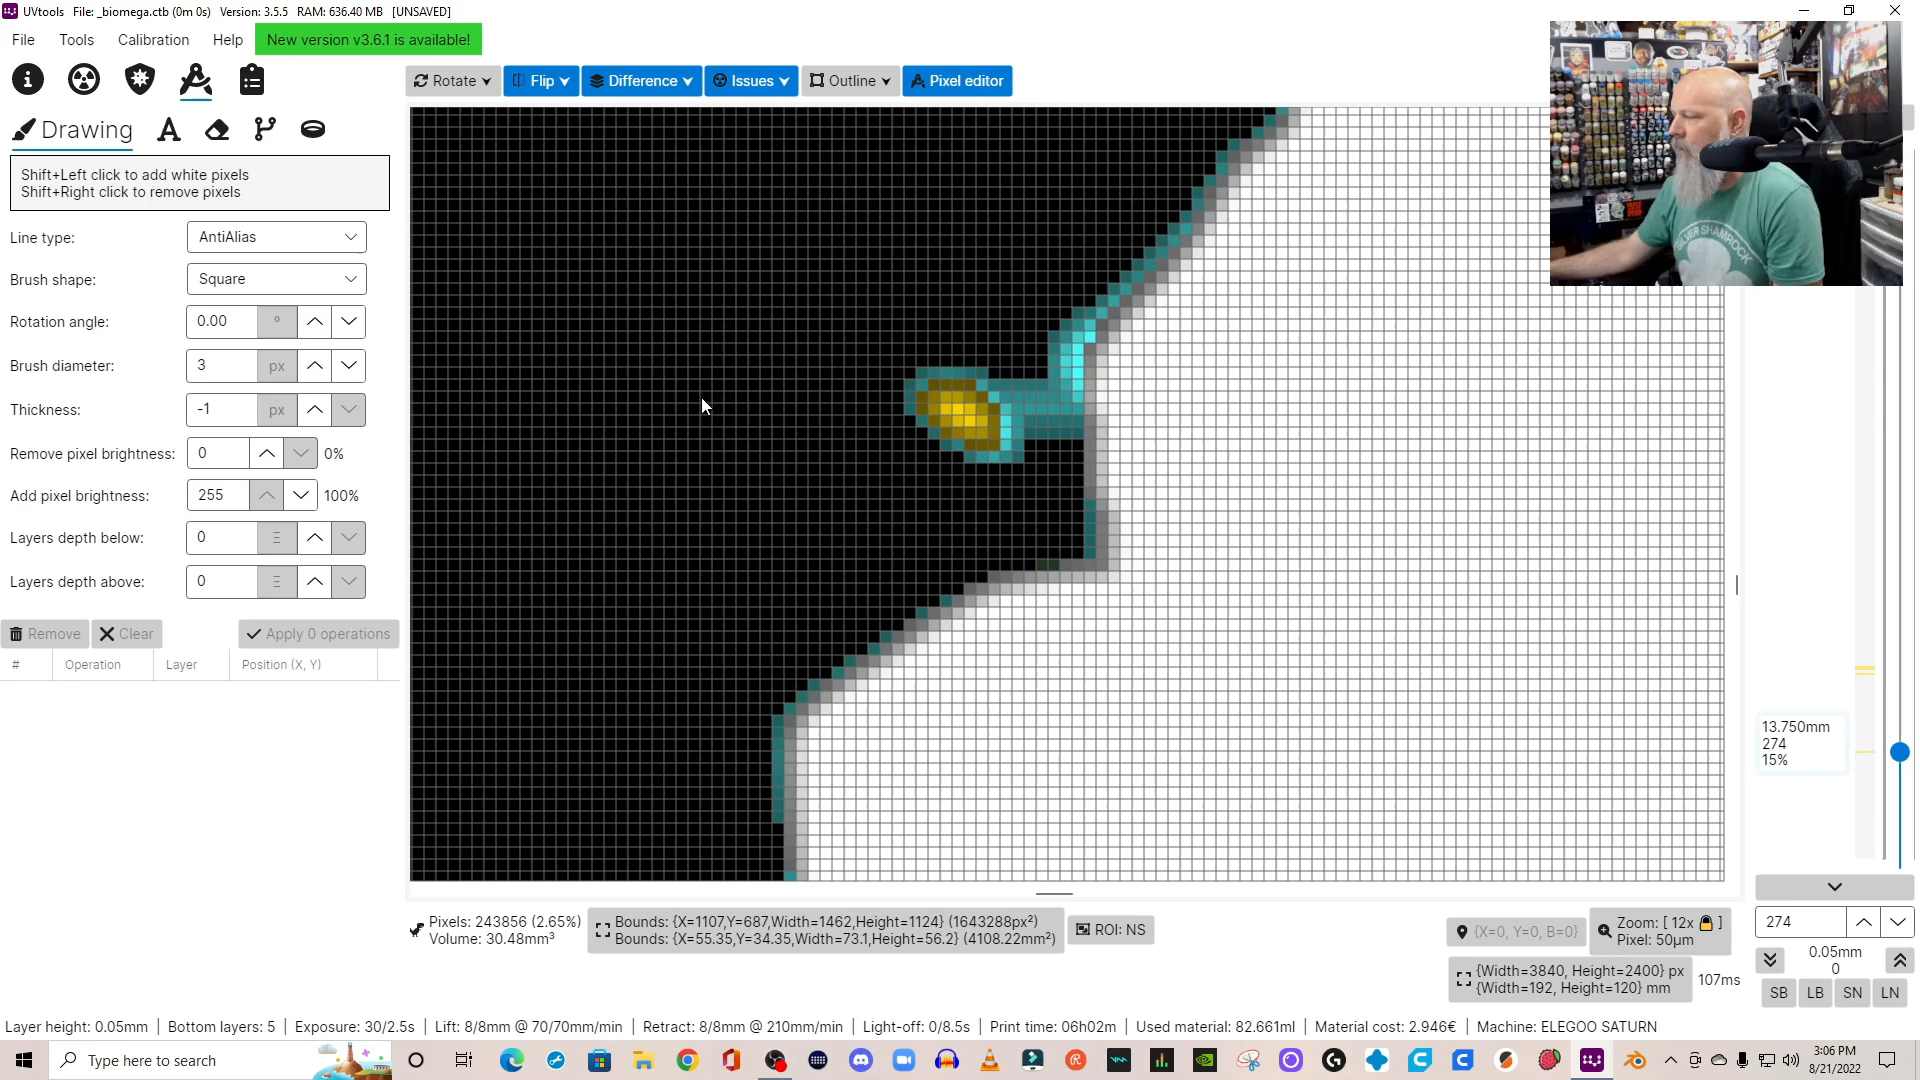 UVtools File: _biomega.ctb (0m 0s) Version: 3.5.5 RAM: 636.40 MB [UNSAVED]
File Tools Calibration Help New version v3.6.1 is available!
Rotate Flip Difference Issues Outline Pixel editor
Drawing
Shift+Left click to add white pixels
Shift+Right click to remove pixels
Line type: AntiAlias
Brush shape: Square
Rotation angle: 0.00 °
Brush diameter: 3 px
Thickness: -1 px
Remove pixel brightness: 0 0%
Add pixel brightness: 255 100%
Layers depth below: 0
Layers depth above: 0
Remove Clear Apply 0 operations
# Operation Layer Position (X, Y)
SILVER SHAMROCK
13.750mm
274
15%
Pixels: 243856 (2.65%)
Volume: 30.48mm³
Bounds: {X=1107,Y=687,Width=1462,Height=1124} (1643288px²)
Bounds: {X=55.35,Y=34.35,Width=73.1,Height=56.2} (4108.22mm²)
ROI: NS
{X=0, Y=0, B=0}
Zoom: [ 12x ]
Pixel: 50µm
{Width=3840, Height=2400} px
{Width=192, Height=120} mm
107ms
274
0.05mm
0
SB LB SN LN
Layer height: 0.05mm | Bottom layers: 5 | Exposure: 30/2.5s | Lift: 8/8mm @ 70/70mm/min | Retract: 8/8mm @ 210mm/min | Light-off: 0/8.5s | Print time: 06h02m | Used material: 82.661ml | Material cost: 2.946€ | Machine: ELEGOO SATURN
Type here to search
3:06 PM
8/21/2022